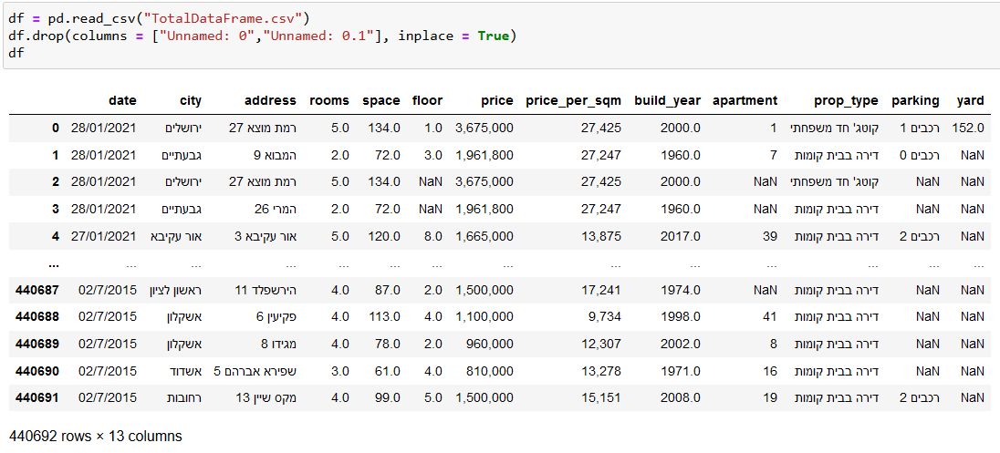 df = pd.read_csv("TotalDataFrame.csv")
df.drop(columns = ["Unnamed: 0","Unnamed: 0.1"], inplace = True)
df
date city address rooms space floor price price_per_sqm build_year apartment prop_type parking yard
0 28/01/2021 ירושלים רמת מוצא 27 5.0 134.0 1.0 3,675,000 27,425 2000.0 1 קוטג' חד משפחתי 1 רכבים 152.0
1 28/01/2021 גבעתיים המבוא 9 2.0 72.0 3.0 1,961,800 27,247 1960.0 7 דירה בבית קומות 0 רכבים NaN
2 28/01/2021 ירושלים רמת מוצא 27 5.0 134.0 NaN 3,675,000 27,425 2000.0 NaN קוטג' חד משפחתי NaN NaN
3 28/01/2021 גבעתיים המרי 26 2.0 72.0 NaN 1,961,800 27,247 1960.0 NaN דירה בבית קומות NaN NaN
4 27/01/2021 אור עקיבא אור עקיבא 3 5.0 120.0 8.0 1,665,000 13,875 2017.0 39 דירה בבית קומות 2 רכבים NaN
... ... ... ... ... ... ... ... ... ... ... ... ... ...
440687 02/7/2015 ראשון לציון הירשפלד 11 4.0 87.0 2.0 1,500,000 17,241 1974.0 NaN דירה בבית קומות NaN NaN
440688 02/7/2015 אשקלון פקיעין 6 4.0 113.0 4.0 1,100,000 9,734 1998.0 41 דירה בבית קומות NaN NaN
440689 02/7/2015 אשקלון מגידו 8 4.0 78.0 2.0 960,000 12,307 2002.0 8 דירה בבית קומות NaN NaN
440690 02/7/2015 אשדוד שפירא אברהם 5 3.0 61.0 4.0 810,000 13,278 1971.0 16 דירה בבית קומות NaN NaN
440691 02/7/2015 רחובות מקס שיין 13 4.0 99.0 5.0 1,500,000 15,151 2008.0 19 דירה בבית קומות 2 רכבים NaN
440692 rows × 13 columns